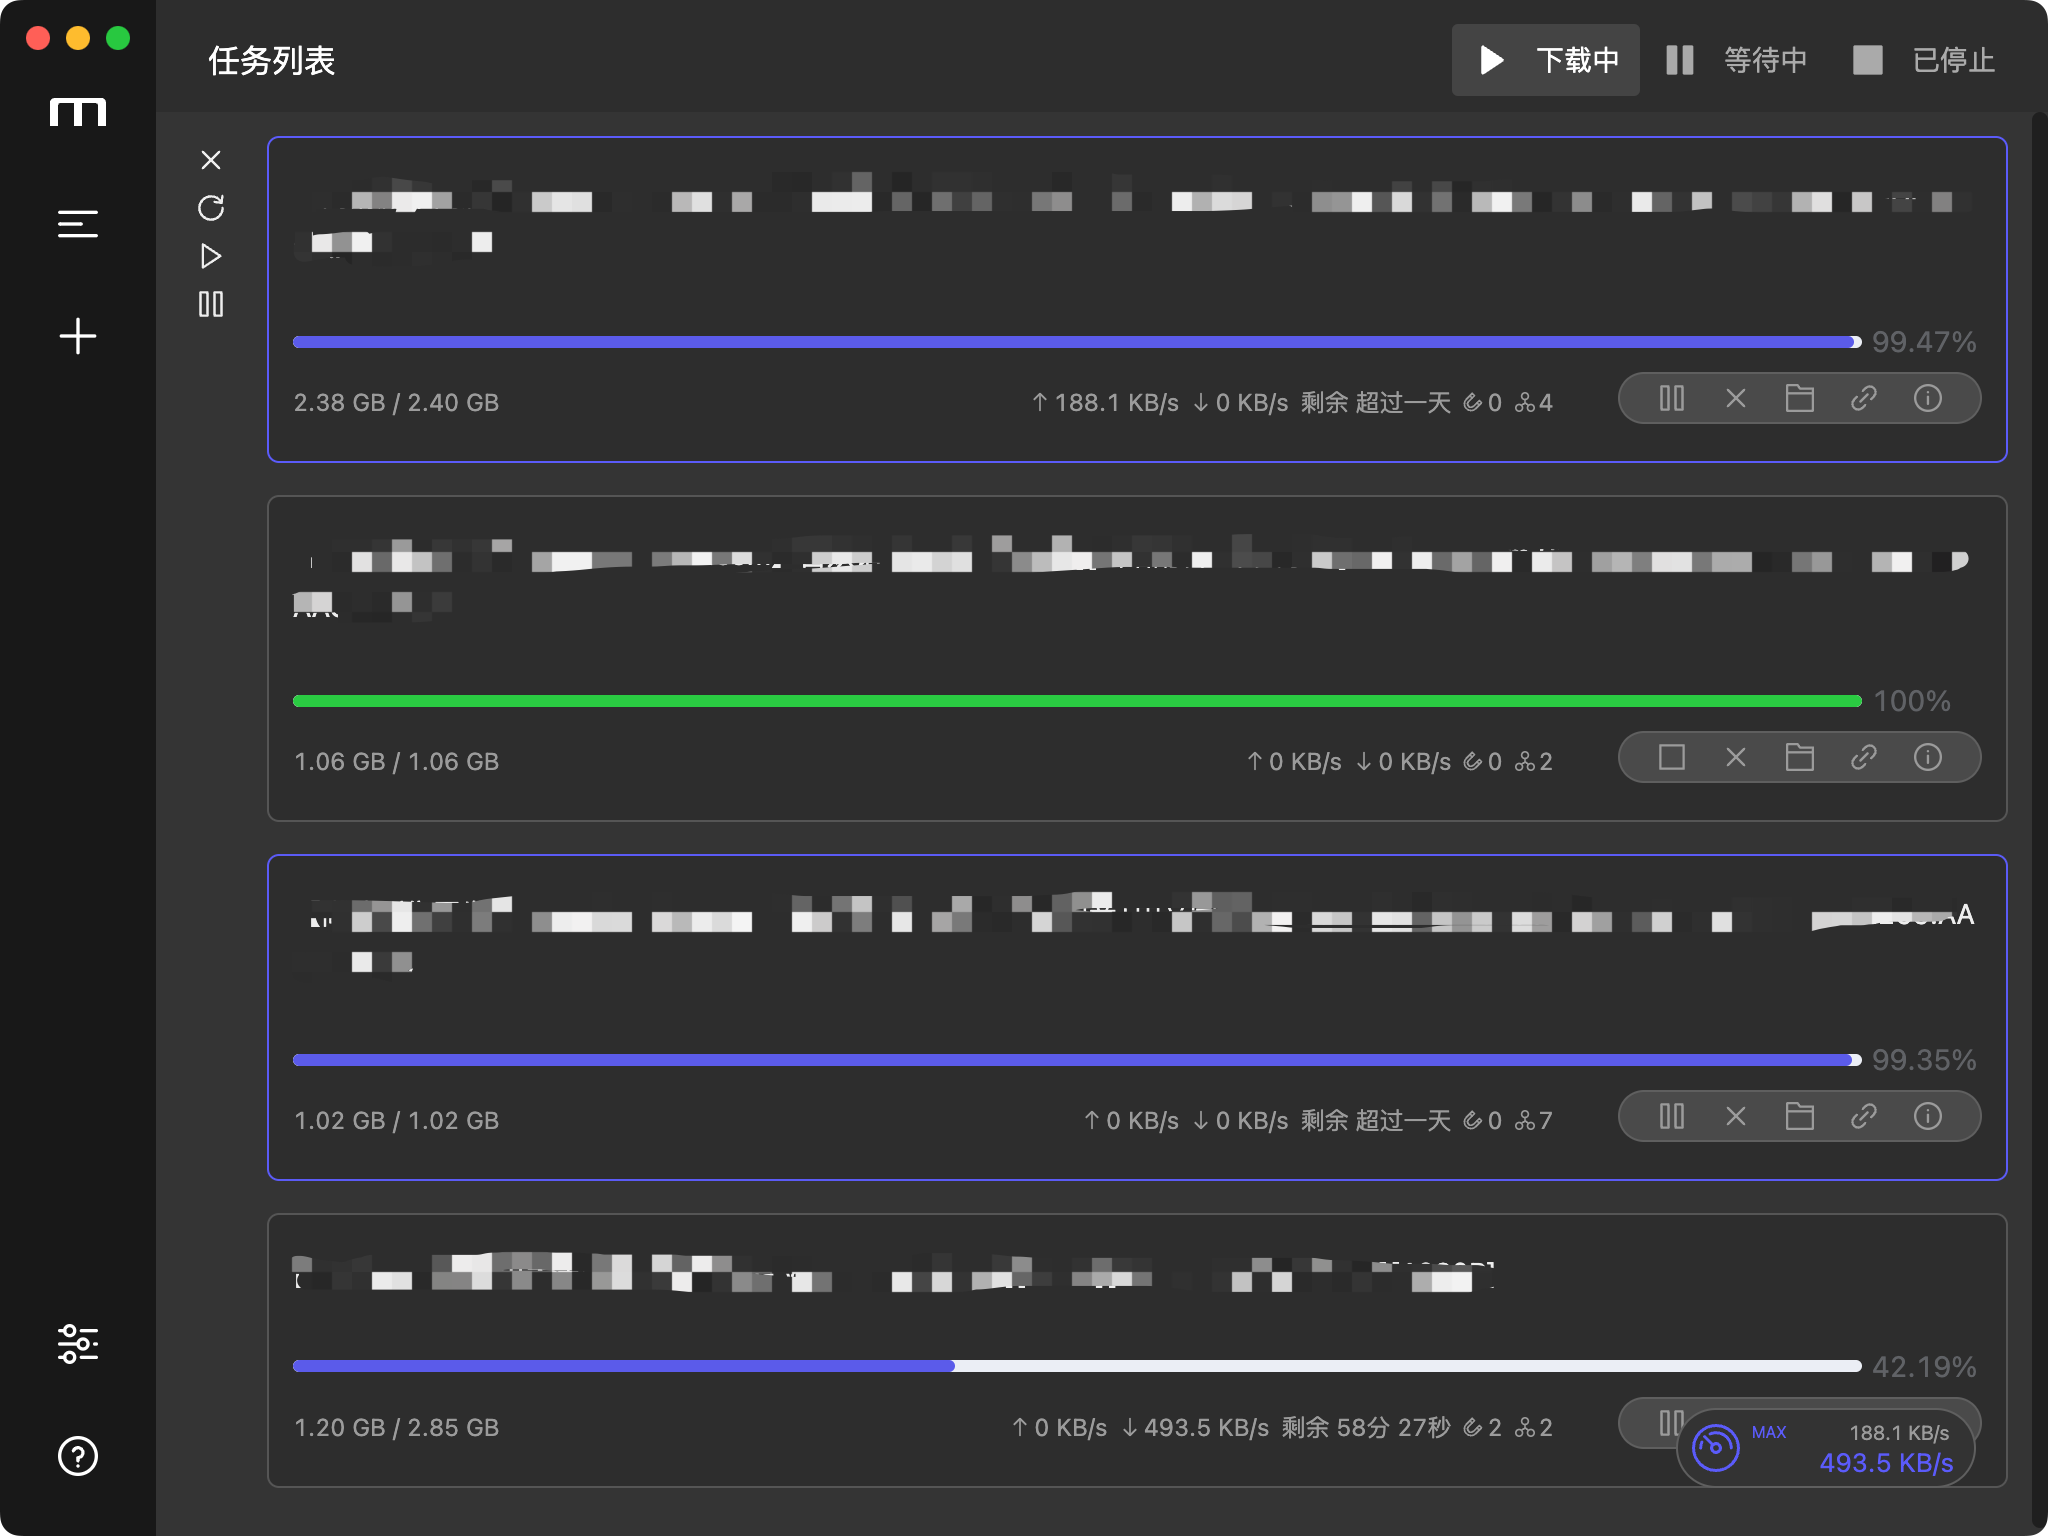 任务列表
下载中 等待中 已停止
99.47%
2.38 GB / 2.40 GB ↑ 188.1 KB/s ↓ 0 KB/s 剩余 超过一天 0 4
100%
1.06 GB / 1.06 GB ↑ 0 KB/s ↓ 0 KB/s 0 2
99.35%
1.02 GB / 1.02 GB ↑ 0 KB/s ↓ 0 KB/s 剩余 超过一天 0 7
42.19%
1.20 GB / 2.85 GB ↑ 0 KB/s ↓ 493.5 KB/s 剩余 58分 27秒 2 2
MAX 188.1 KB/s
493.5 KB/s